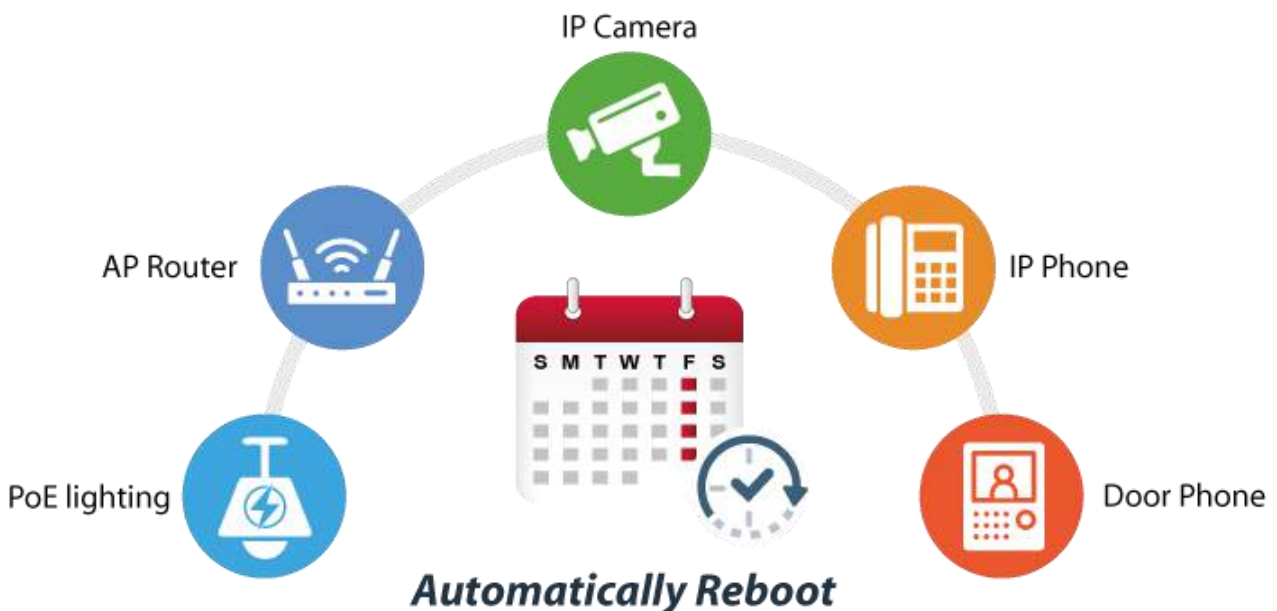 IP Camera
AP Router
IP Phone
S M T W T F S
PoE lighting
Door Phone
Automatically Reboot